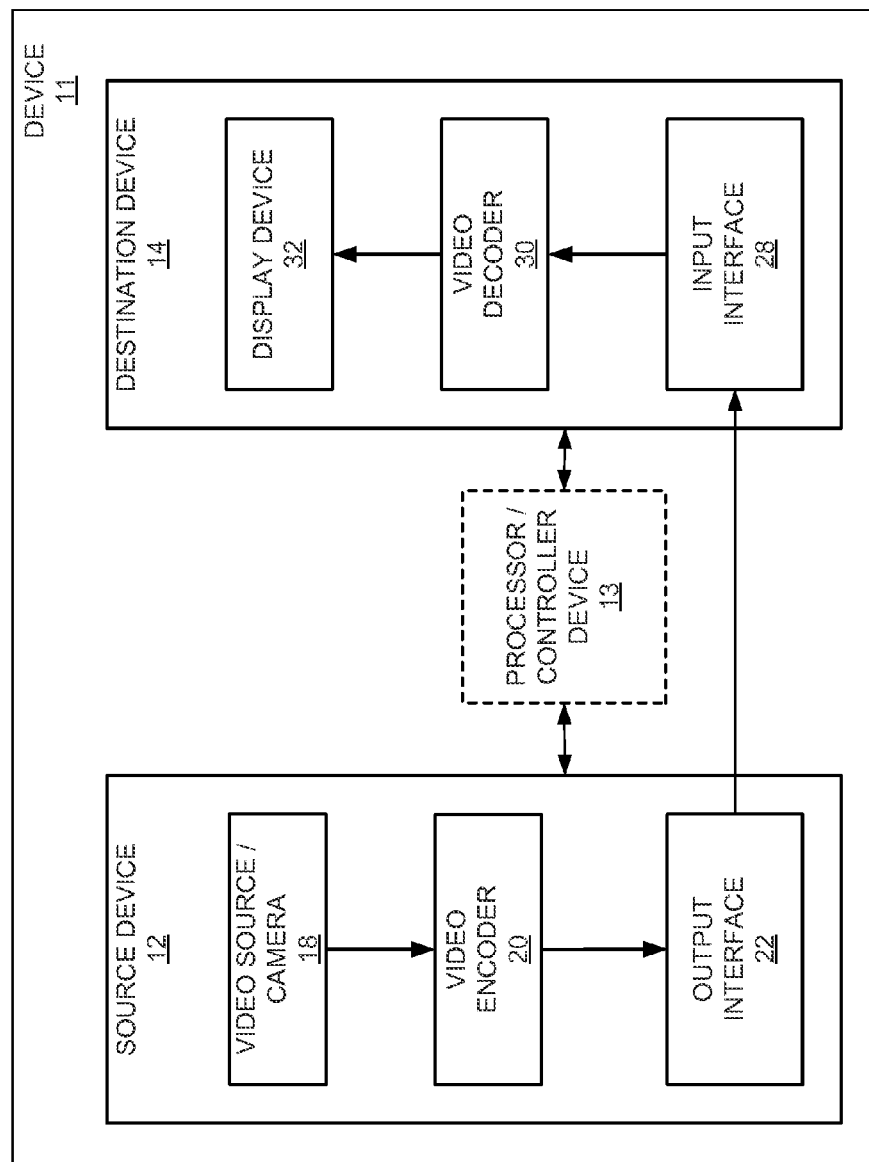 DEVICE
11
SOURCE DEVICE
12
VIDEO SOURCE /
CAMERA
18
VIDEO
ENCODER
20
OUTPUT
INTERFACE
22
PROCESSOR /
CONTROLLER
DEVICE
13
DESTINATION DEVICE
14
DISPLAY DEVICE
32
VIDEO
DECODER
30
INPUT
INTERFACE
28